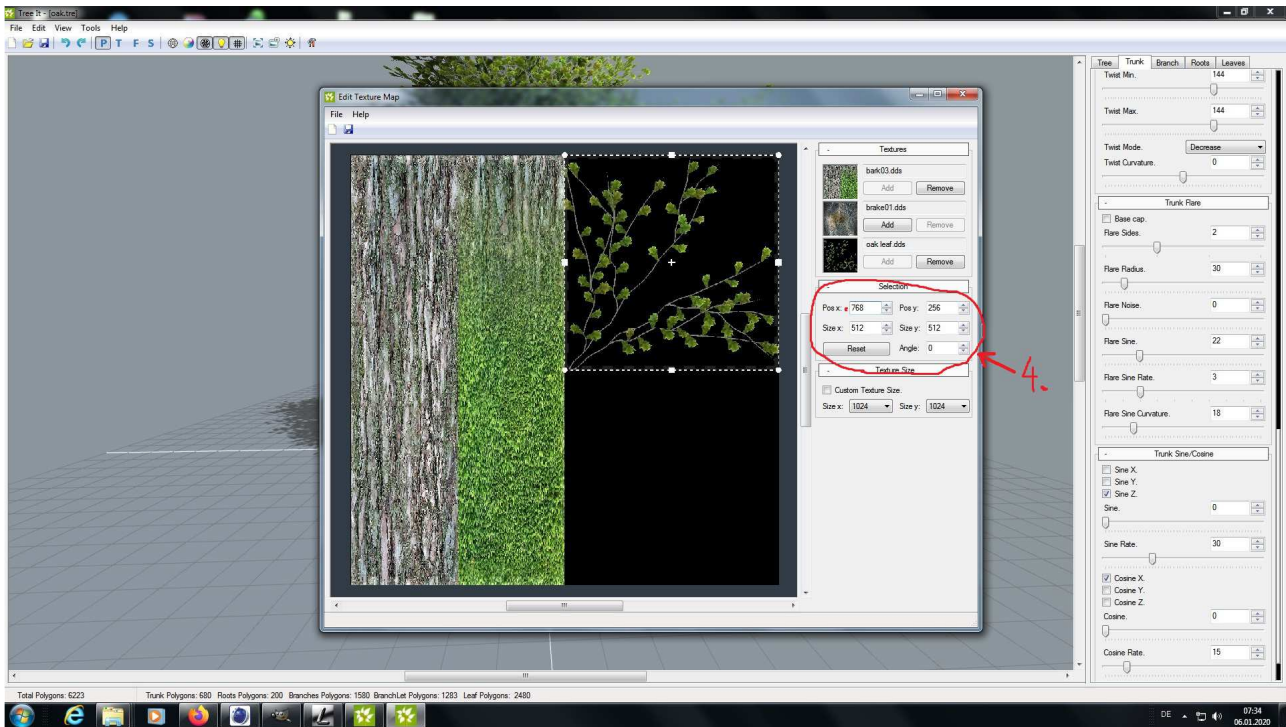 Tree It - [oak.tre]
File Edit View Tools Help
P T F S
Edit Texture Map
File Help
Textures
bark03.dds
Add Remove
brake01.dds
Add Remove
oak leaf.dds
Add Remove
- Selection
Pos x: 768 Pos y: 256
Size x: 512 Size y: 512
Reset Angle: 0
4.
- Texture Size
Custom Texture Size.
Size x: 1024 Size y: 1024
Tree Trunk Branch Roots Leaves
Twist Min. 144
Twist Max. 144
Twist Mode. Decrease
Twist Curvature. 0
- Trunk Flare
Base cap.
Flare Sides. 2
Flare Radius. 30
Flare Noise. 0
Flare Sine. 22
Flare Sine Rate. 3
Flare Sine Curvature. 18
- Trunk Sine/Cosine
Sine X.
Sine Y.
Sine Z.
Sine. 0
Sine Rate. 30
Cosine X.
Cosine Y.
Cosine Z.
Cosine. 0
Cosine Rate. 15
Total Polygons: 6223 Trunk Polygons: 680 Roots Polygons: 200 Branches Polygons: 1580 BranchLet Polygons: 1283 Leaf Polygons: 2480
DE 07:34
06.01.2020